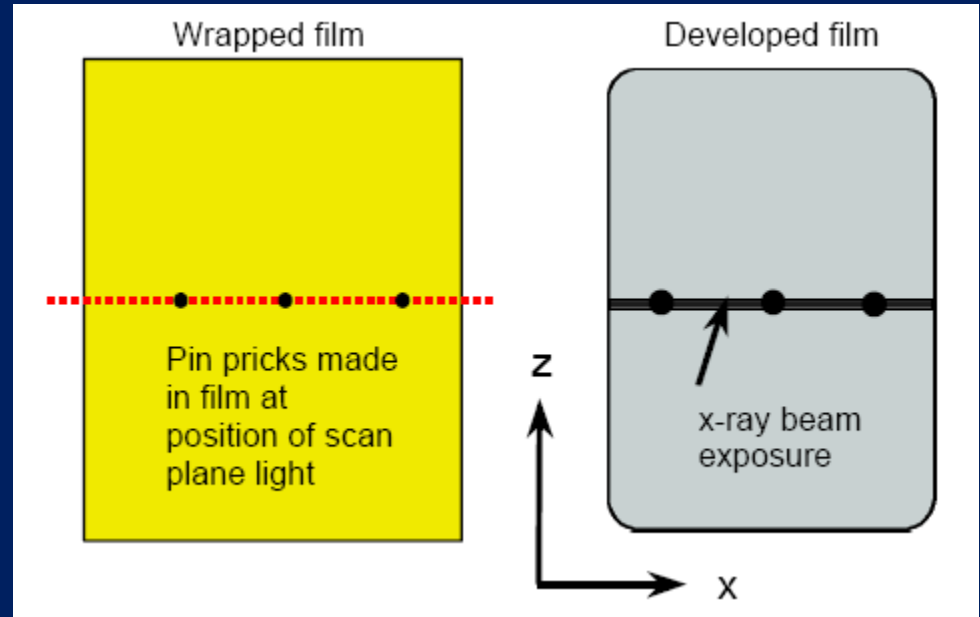 Wrapped film
Developed film
Pin pricks made
in film at
position of scan
plane light
z
x-ray beam
exposure
x